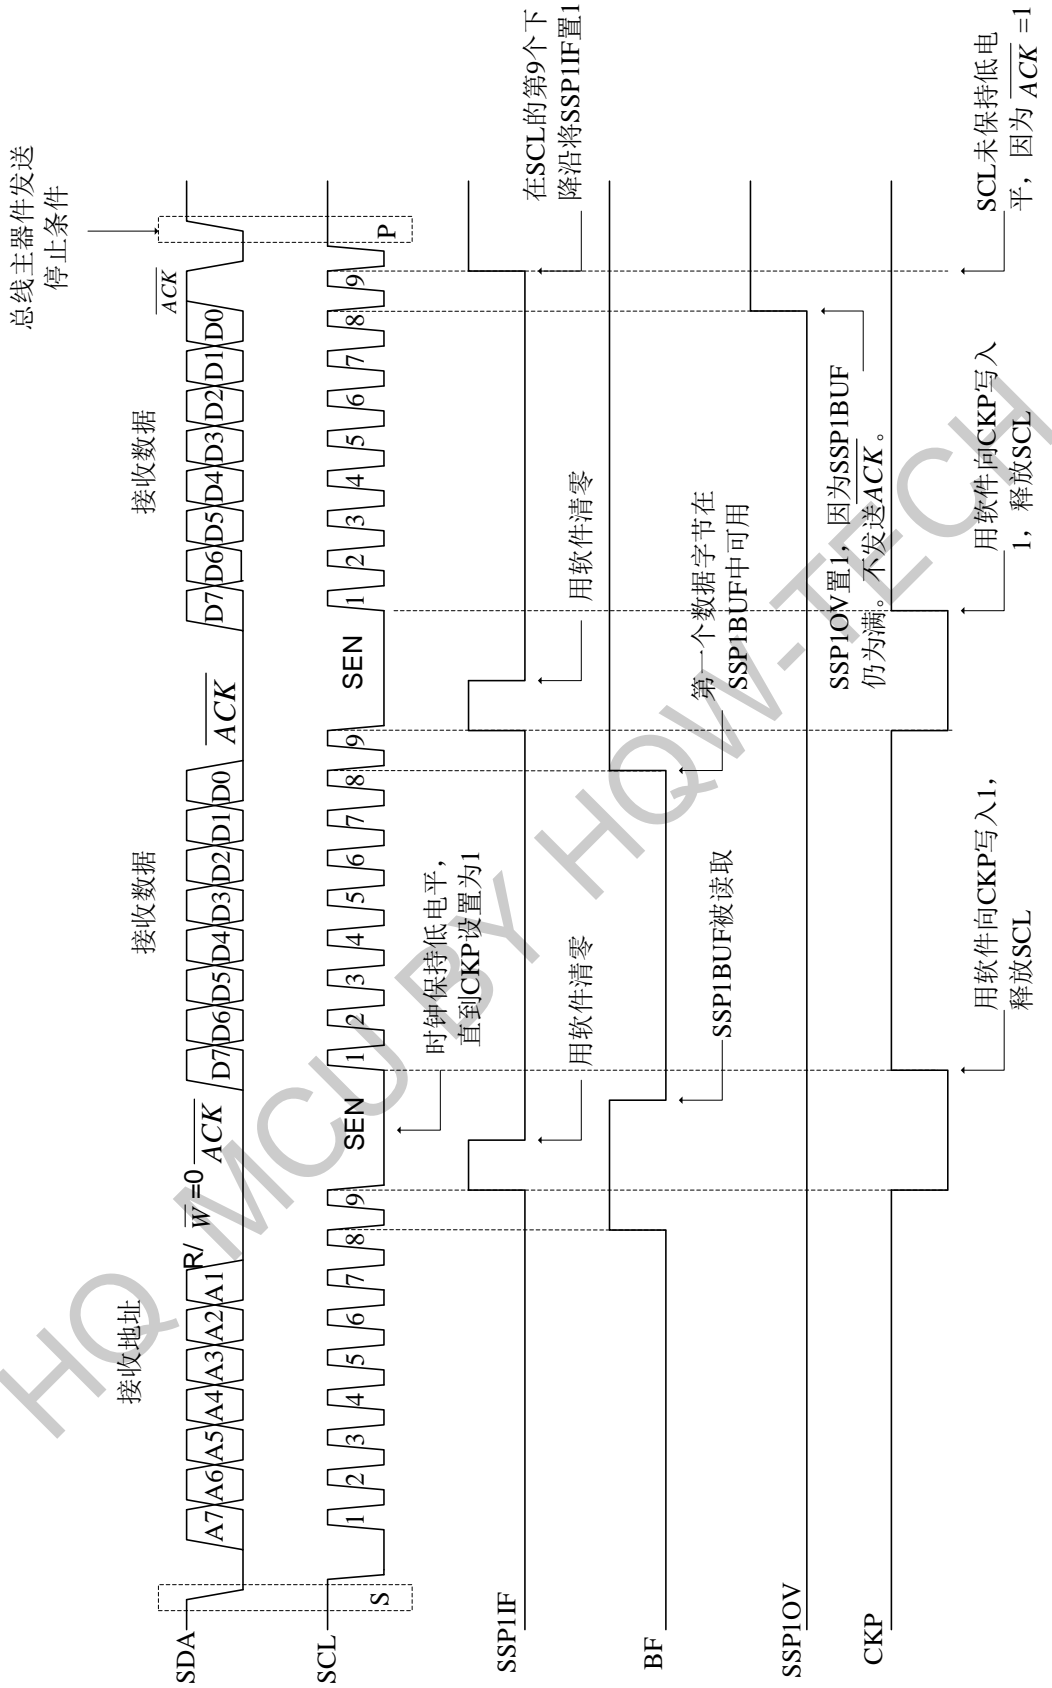 总线主器件发送
停止条件
接收地址
接收数据
接收数据
R/ W̅=0
A̅C̅K̅
A̅C̅K̅
A̅C̅K̅
SDA
A7 A6 A5 A4 A3 A2 A1
D7 D6 D5 D4 D3 D2 D1 D0
D7 D6 D5 D4 D3 D2 D1 D0
SCL
S
1 2 3 4 5 6 7 8 9
SEN
1 2 3 4 5 6 7 8 9
SEN
1 2 3 4 5 6 7 8 9
P
时钟保持低电平,
直到CKP设置为1
SSP1IF
用软件清零
用软件清零
在SCL的第9个下
降沿将SSP1IF置1
BF
SSP1BUF被读取
第一个数据字节在
SSP1BUF中可用
SSP1OV
SSP1OV置1, 因为SSP1BUF
仍为满。不发送A̅C̅K̅。
CKP
用软件向CKP写入1,
释放SCL
用软件向CKP写入
1, 释放SCL
SCL未保持低电
平, 因为 A̅C̅K̅ =1
HQ MCU BY HQW-TECH